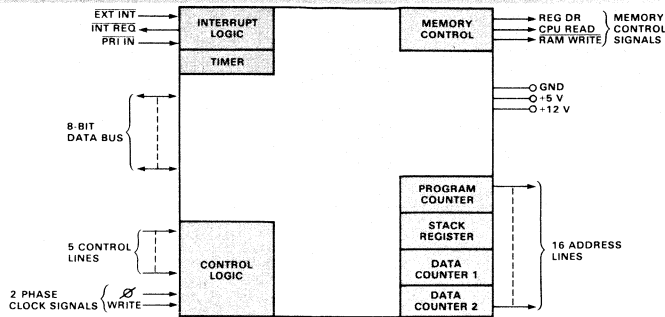 EXT INT
INT REQ
PRI IN
INTERRUPT
LOGIC
TIMER
MEMORY
CONTROL
REG DR
CPU READ
RAM WRITE
MEMORY
CONTROL
SIGNALS
GND
+5 V
+12 V
8-BIT
DATA BUS
5 CONTROL
LINES
CONTROL
LOGIC
2 PHASE
CLOCK SIGNALS
Ø
WRITE
PROGRAM
COUNTER
STACK
REGISTER
DATA
COUNTER 1
DATA
COUNTER 2
16 ADDRESS
LINES